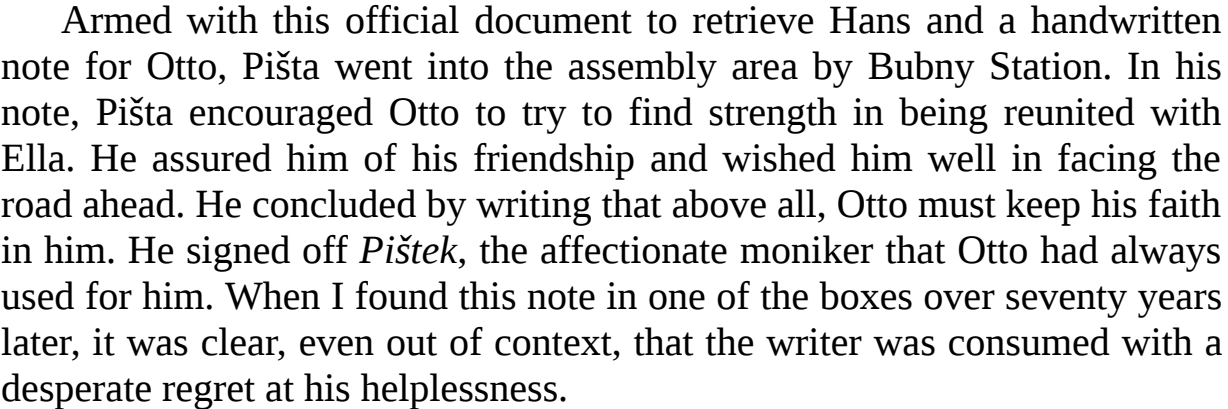 Armed with this official document to retrieve Hans and a handwritten
note for Otto, Pišta went into the assembly area by Bubny Station. In his
note, Pišta encouraged Otto to try to find strength in being reunited with
Ella. He assured him of his friendship and wished him well in facing the
road ahead. He concluded by writing that above all, Otto must keep his faith
in him. He signed off Pištek, the affectionate moniker that Otto had always
used for him. When I found this note in one of the boxes over seventy years
later, it was clear, even out of context, that the writer was consumed with a
desperate regret at his helplessness.